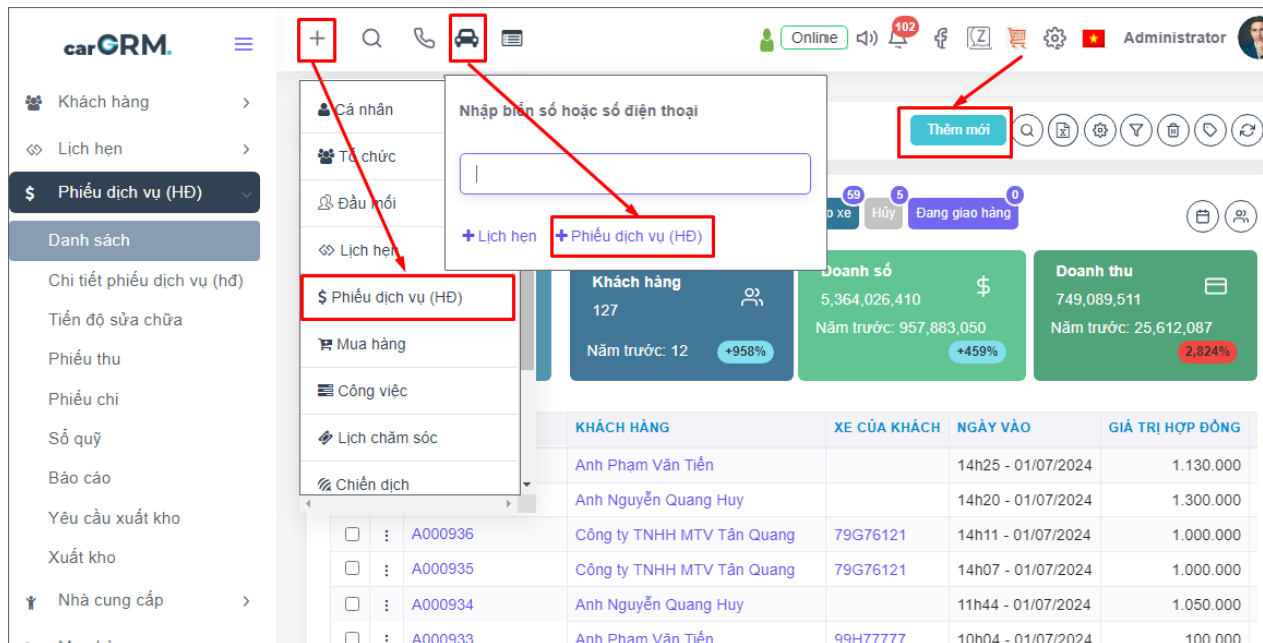 carGRM.
Online
102
Administrator
Khách hàng
Lịch hẹn
Phiếu dịch vụ (HĐ)
Danh sách
Chi tiết phiếu dịch vụ (hđ)
Tiến độ sửa chữa
Phiếu thu
Phiếu chi
Sổ quỹ
Báo cáo
Yêu cầu xuất kho
Xuất kho
Nhà cung cấp
Cá nhân
Tổ chức
Đầu mối
Lịch hẹn
$ Phiếu dịch vụ (HĐ)
Mua hàng
Công việc
Lịch chăm sóc
Chiến dịch
Nhập biển số hoặc số điện thoại
+ Lịch hẹn
+ Phiếu dịch vụ (HĐ)
Thêm mới
59
5
0
xe
Hủy
Đang giao hàng
Khách hàng
127
Năm trước: 12
+958%
Doanh số
5,364,026,410
Năm trước: 957,883,050
+459%
Doanh thu
749,089,511
Năm trước: 25,612,087
2,824%
KHÁCH HÀNG XE CỦA KHÁCH NGÀY VÀO GIÁ TRỊ HỢP ĐỒNG
Anh Phạm Văn Tiến 14h25 - 01/07/2024 1.130.000
Anh Nguyễn Quang Huy 14h20 - 01/07/2024 1.300.000
A000936 Công ty TNHH MTV Tân Quang 79G76121 14h11 - 01/07/2024 1.000.000
A000935 Công ty TNHH MTV Tân Quang 79G76121 14h07 - 01/07/2024 1.000.000
A000934 Anh Nguyễn Quang Huy 11h44 - 01/07/2024 1.050.000
A000933 Anh Phạm Văn Tiến 99H77777 10h04 - 01/07/2024 100.000